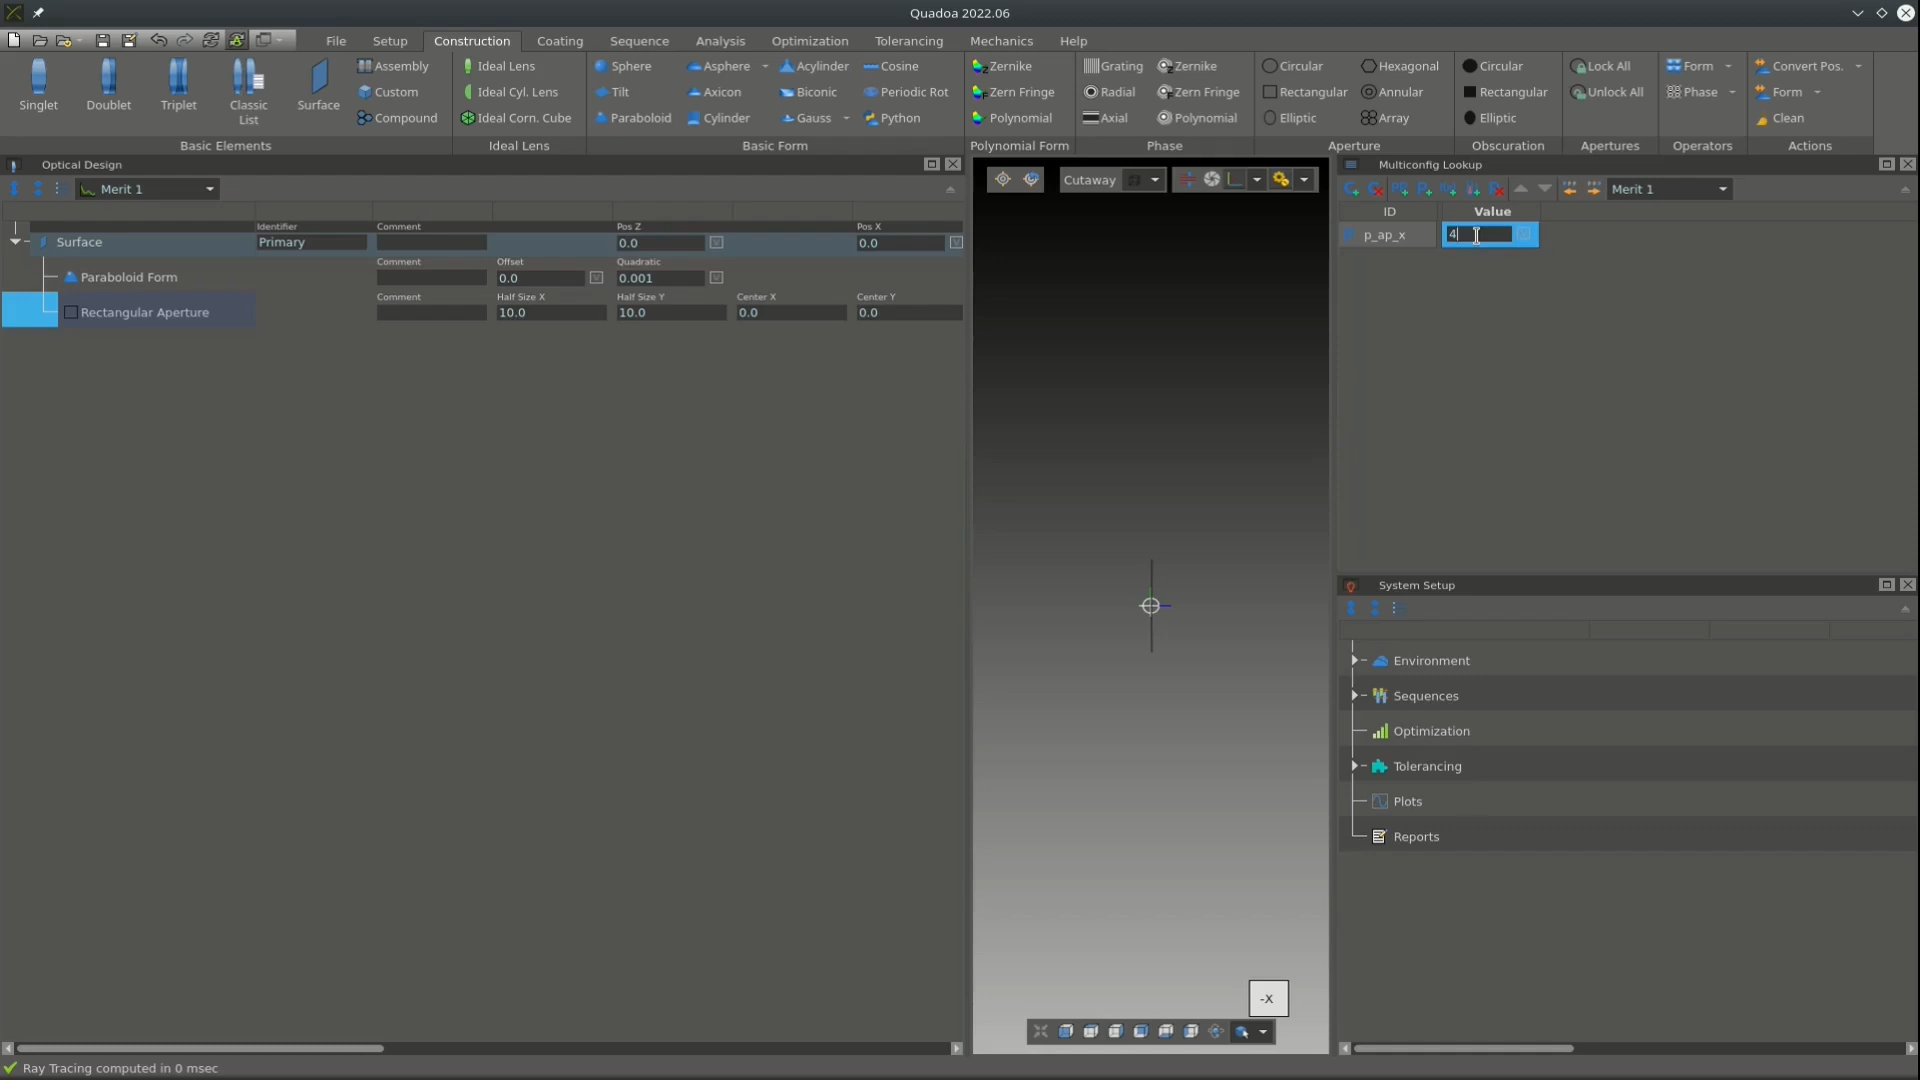 Quadoa 2022.06
File Setup Construction Coating Sequence Analysis Optimization Tolerancing Mechanics Help
Singlet
Doublet
Triplet
Classic
List
Surface
Assembly
Custom
Compound
Basic Elements
Ideal Lens
Ideal Cyl. Lens
Ideal Corn. Cube
Ideal Lens
Sphere Asphere Acylinder Cosine
Tilt Axicon Biconic Periodic Rot
Paraboloid Cylinder Gauss Python
Basic Form
Zernike
Zern Fringe
Polynomial
Polynomial Form
Grating Zernike
Radial Zern Fringe
Axial Polynomial
Phase
Circular Hexagonal
Rectangular Annular
Elliptic Array
Aperture
Circular
Rectangular
Elliptic
Obscuration
Lock All
Unlock All
Apertures
Form
Phase
Operators
Convert Pos.
Form
Clean
Actions
Optical Design
Merit 1
Identifier Comment Pos Z Pos X
Surface Primary 0.0 0.0
Comment Offset Quadratic
Paraboloid Form 0.0 0.001
Comment Half Size X Half Size Y Center X Center Y
Rectangular Aperture 10.0 10.0 0.0 0.0
Cutaway
-X
Multiconfig Lookup
Merit 1
ID Value
p_ap_x 4
System Setup
Environment
Sequences
Optimization
Tolerancing
Plots
Reports
Ray Tracing computed in 0 msec